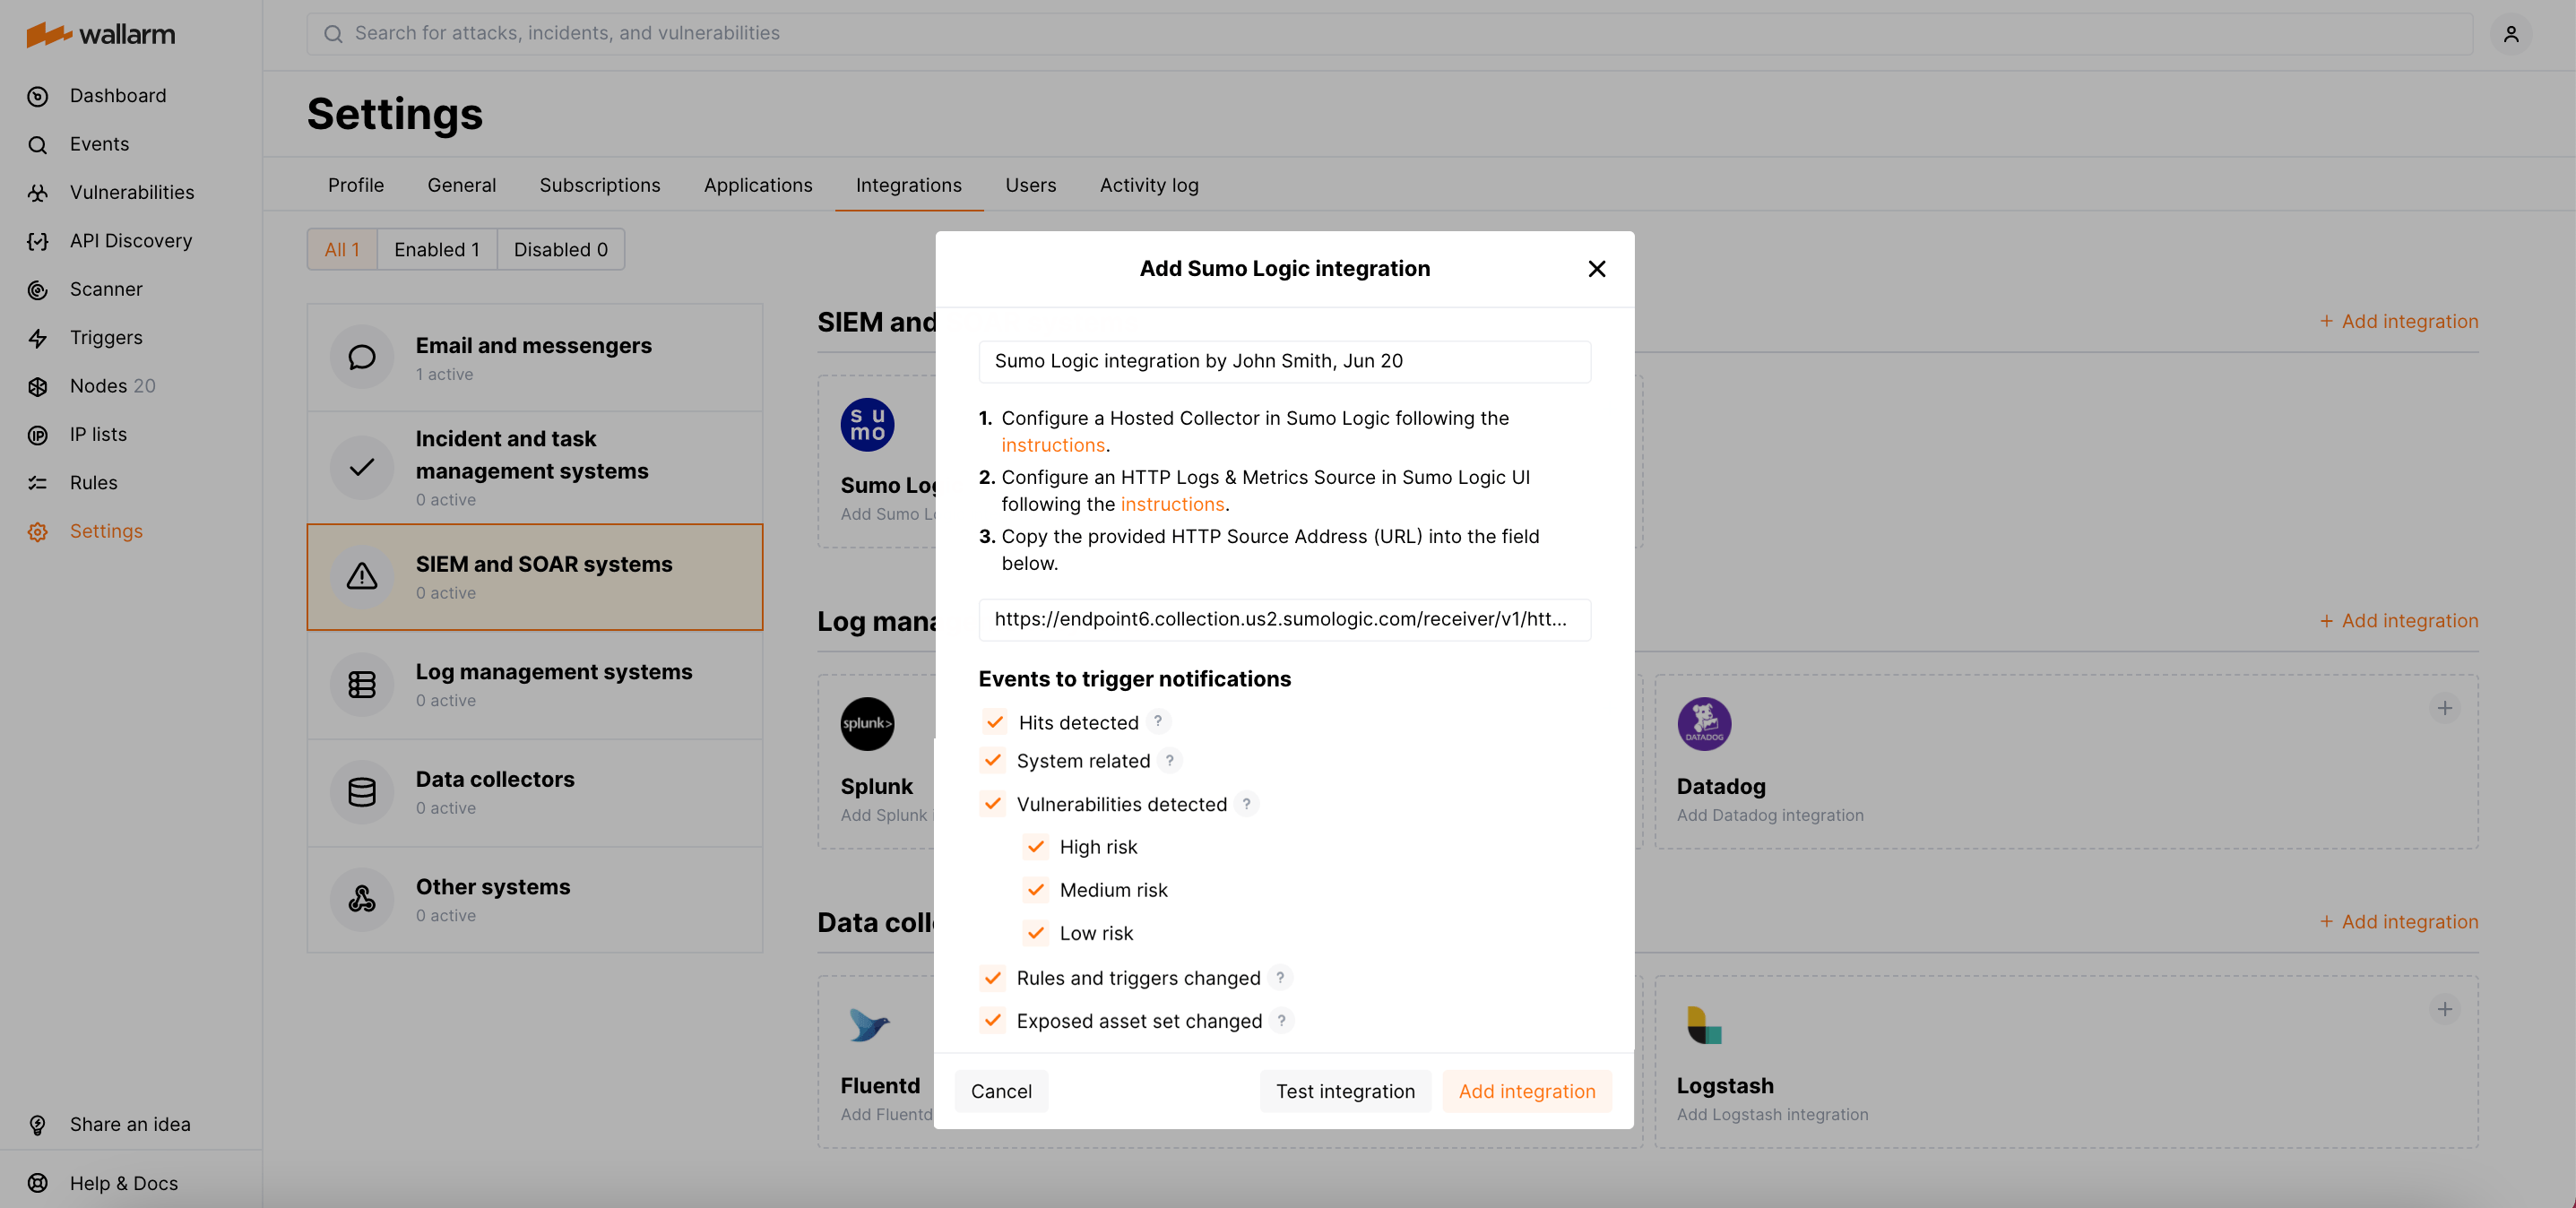 wallarm
Search for attacks, incidents, and vulnerabilities
Dashboard
Events
Vulnerabilities
API Discovery
Scanner
Triggers
Nodes 20
IP lists
Rules
Settings
Share an idea
Help & Docs
Settings
Profile
General
Subscriptions
Applications
Integrations
Users
Activity log
All 1
Enabled 1
Disabled 0
Email and messengers
1 active
Incident and task
management systems
0 active
SIEM and SOAR systems
0 active
Log management systems
0 active
Data collectors
0 active
Other systems
0 active
SIEM and
+ Add integration
su
mo
Sumo Log
Add Sumo L
Log mana
+ Add integration
splunk>
Splunk
Add Splunk
DATADOG
Datadog
Add Datadog integration
Data coll
+ Add integration
Fluentd
Add Fluentd
Logstash
Add Logstash integration
Add Sumo Logic integration
Sumo Logic integration by John Smith, Jun 20
1. Configure a Hosted Collector in Sumo Logic following the
instructions.
2. Configure an HTTP Logs & Metrics Source in Sumo Logic UI
following the instructions.
3. Copy the provided HTTP Source Address (URL) into the field
below.
https://endpoint6.collection.us2.sumologic.com/receiver/v1/htt...
Events to trigger notifications
Hits detected ?
System related ?
Vulnerabilities detected ?
High risk
Medium risk
Low risk
Rules and triggers changed ?
Exposed asset set changed ?
Cancel
Test integration
Add integration